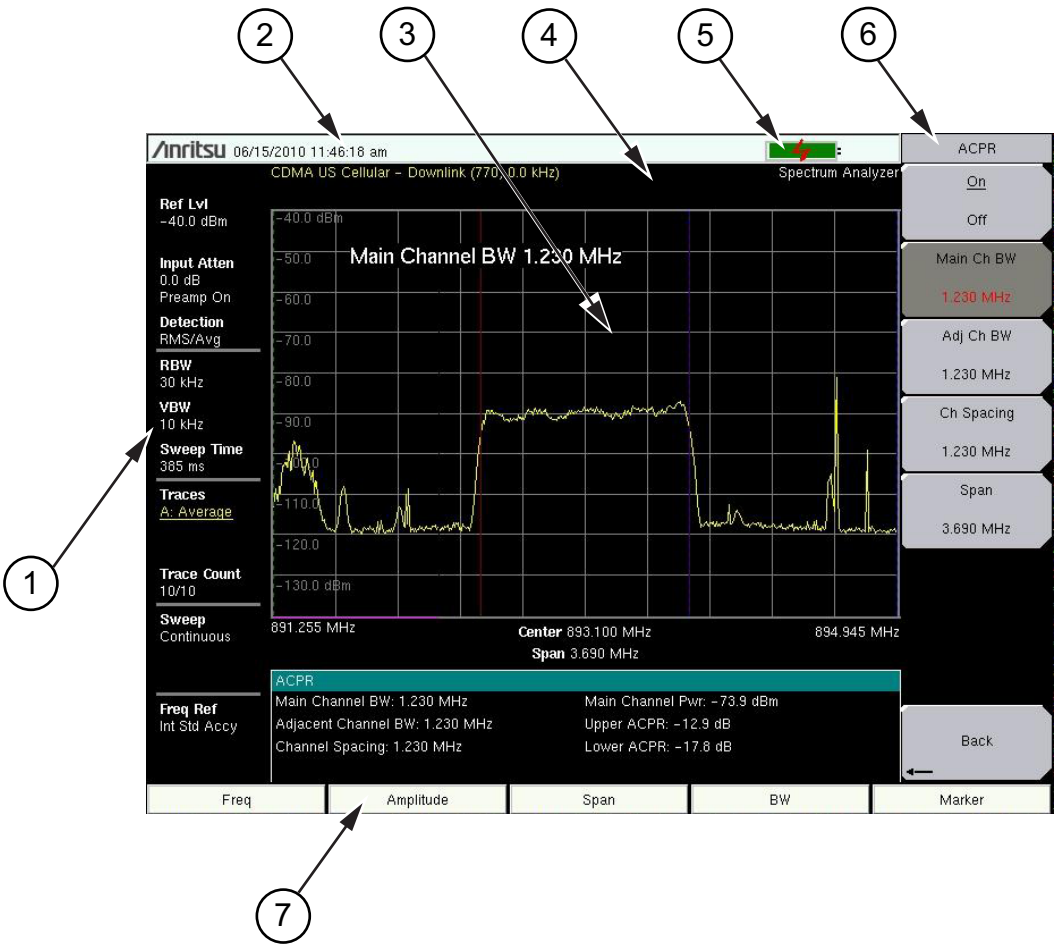 2
3
4
5
6
Anritsu 06/15/2010 11:46:18 am
CDMA US Cellular - Downlink (770, 0.0 kHz)
Spectrum Analyzer
Ref Lvl
-40.0 dBm
Input Atten
0.0 dB
Preamp On
Detection
RMS/Avg
RBW
30 kHz
VBW
10 kHz
Sweep Time
385 ms
Traces
A: Average
Trace Count
10/10
Sweep
Continuous
Freq Ref
Int Std Accy
1
-40.0 dBm
Main Channel BW 1.230 MHz
-50.0
-60.0
-70.0
-80.0
-90.0
-100.0
-110.0
-120.0
-130.0 dBm
891.255 MHz
Center 893.100 MHz
894.945 MHz
Span 3.690 MHz
ACPR
Main Channel BW: 1.230 MHz
Main Channel Pwr: -73.9 dBm
Adjacent Channel BW: 1.230 MHz
Upper ACPR: -12.9 dB
Channel Spacing: 1.230 MHz
Lower ACPR: -17.8 dB
ACPR
On
Off
Main Ch BW
1.230 MHz
Adj Ch BW
1.230 MHz
Ch Spacing
1.230 MHz
Span
3.690 MHz
Back
Freq
Amplitude
Span
BW
Marker
7